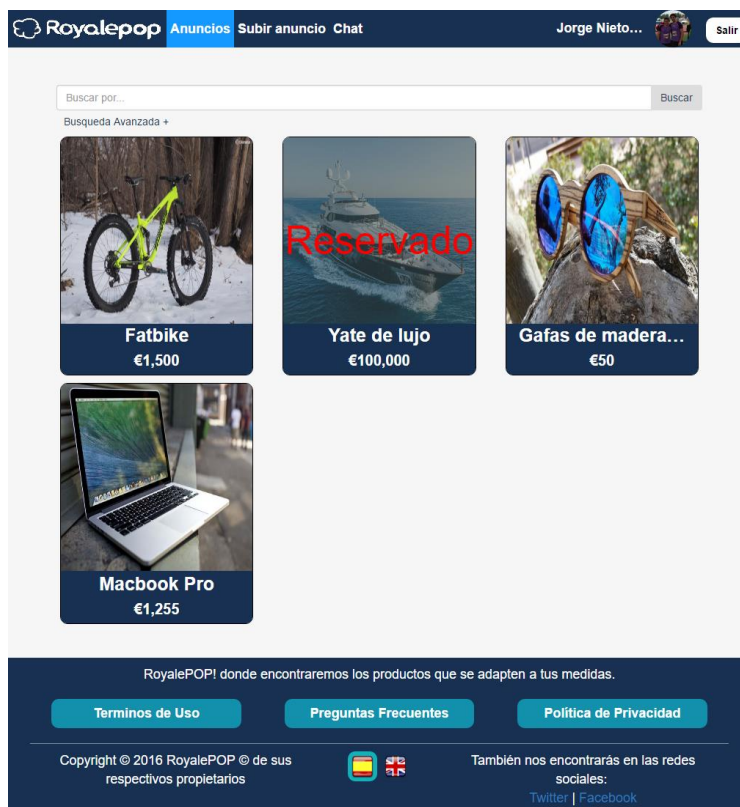 Royalepop Anuncios Subir anuncio Chat Jorge Nieto... Salir
Buscar por... Buscar
Busqueda Avanzada +
Reservado
Fatbike Yate de lujo Gafas de madera...
€1,500 €100,000 €50
Macbook Pro
€1,255
RoyalePOP! donde encontraremos los productos que se adapten a tus medidas.
Terminos de Uso Preguntas Frecuentes Política de Privacidad
Copyright © 2016 RoyalePOP © de sus
respectivos propietarios
También nos encontrarás en las redes
sociales:
Twitter | Facebook